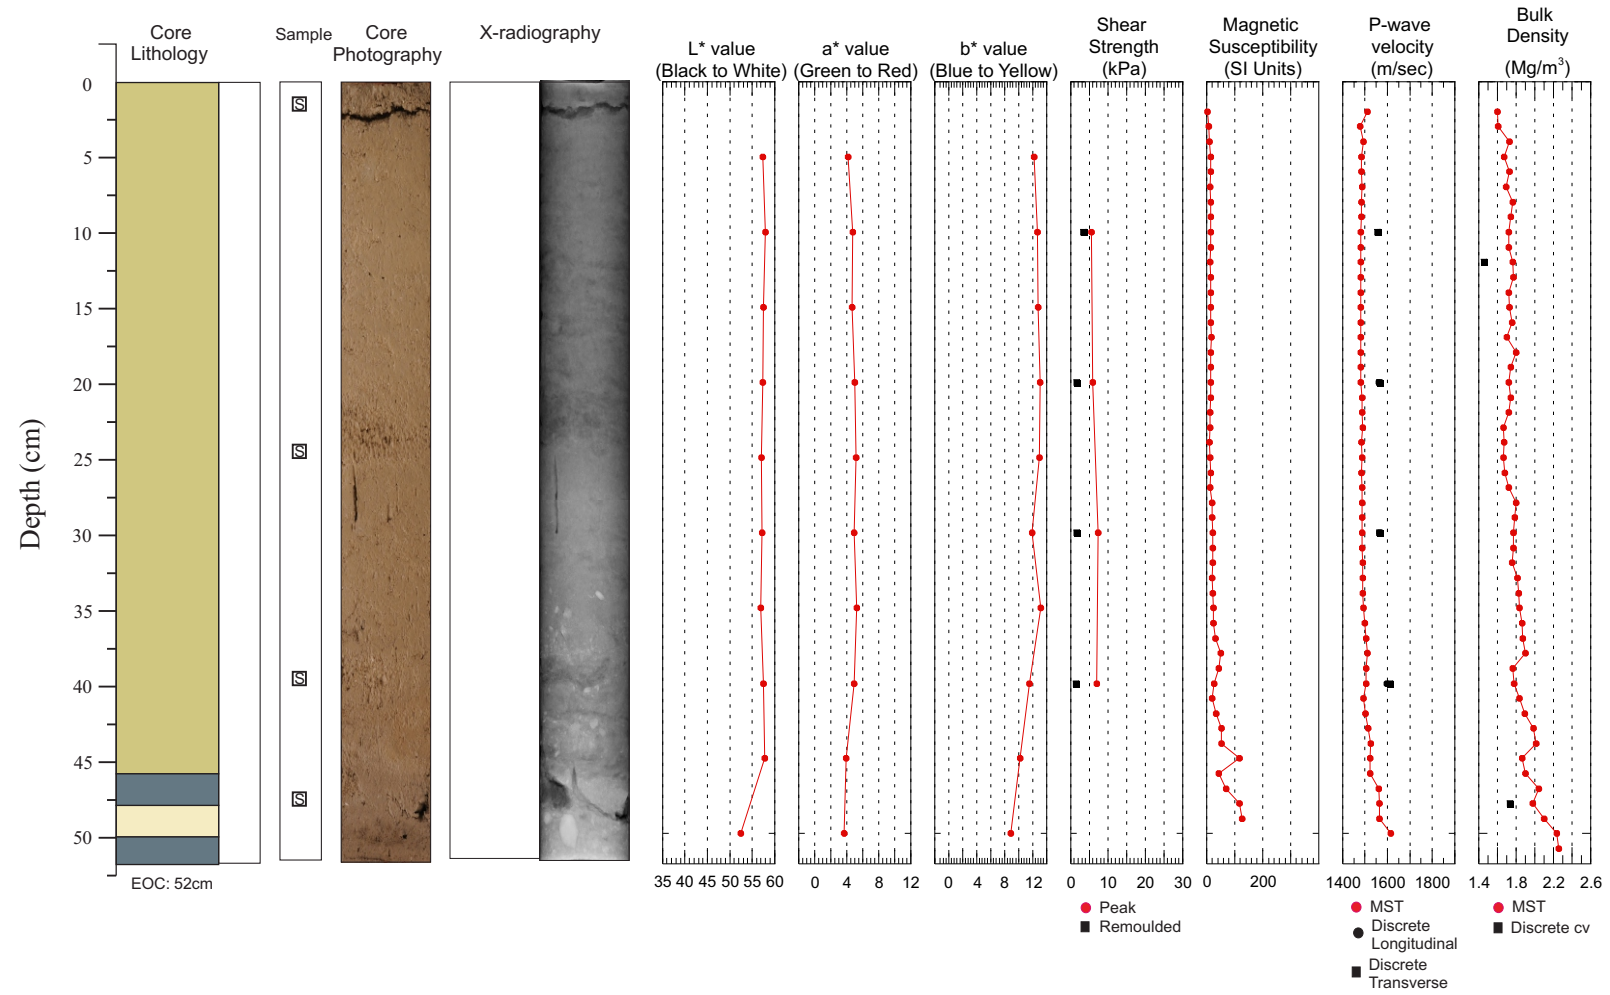 Core
Lithology
Sample
Core
Photography
X-radiography
L* value
(Black to White)
a* value
(Green to Red)
b* value
(Blue to Yellow)
Shear
Strength
(kPa)
Magnetic
Susceptibility
(SI Units)
P-wave
velocity
(m/sec)
Bulk
Density
(Mg/m³)
Depth (cm)
0
5
10
15
20
25
30
35
40
45
50
S
S
S
S
EOC: 52cm
35 40 45 50 55 60
0 4 8 12
0 4 8 12
0 10 20 30
0 200
1400 1600 1800
1.4 1.8 2.2 2.6
Peak
Remoulded
MST
Discrete
Longitudinal
Discrete
Transverse
MST
Discrete cv